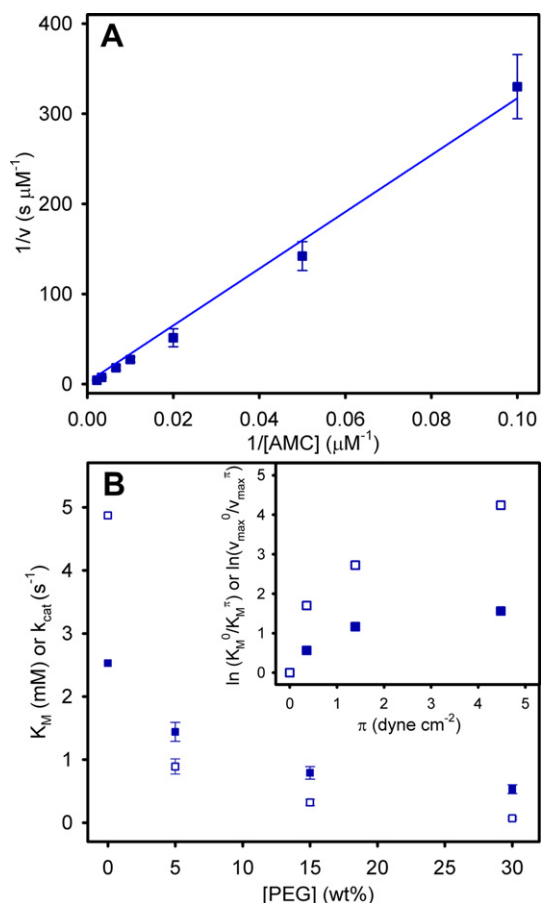 A
400
300
200
100
0
1/v (s μM⁻¹)
0.00 0.02 0.04 0.06 0.08 0.10
1/[AMC] (μM⁻¹)
B
5
4
3
2
1
0
K_M (mM) or k_cat (s⁻¹)
0 5 10 15 20 25 30
[PEG] (wt%)
5
4
3
2
1
0
ln (K_M⁰/K_M^π) or ln(v_max⁰/v_max^π)
0 1 2 3 4 5
π (dyne cm⁻²)